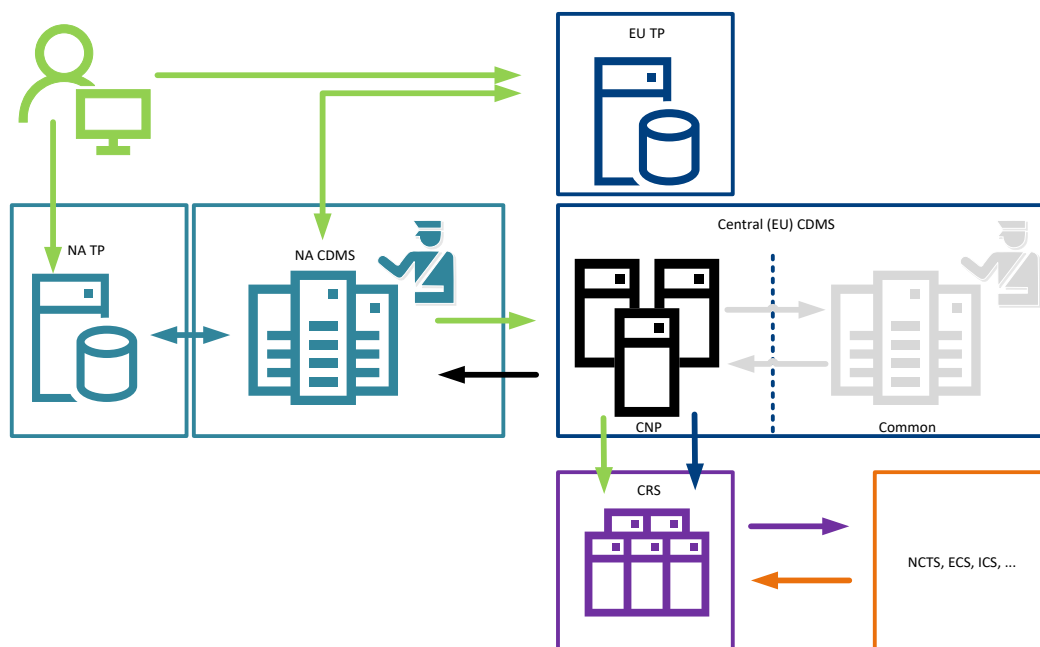 EU TP
NA TP
NA CDMS
Central (EU) CDMS
CNP
Common
CRS
NCTS, ECS, ICS, ...